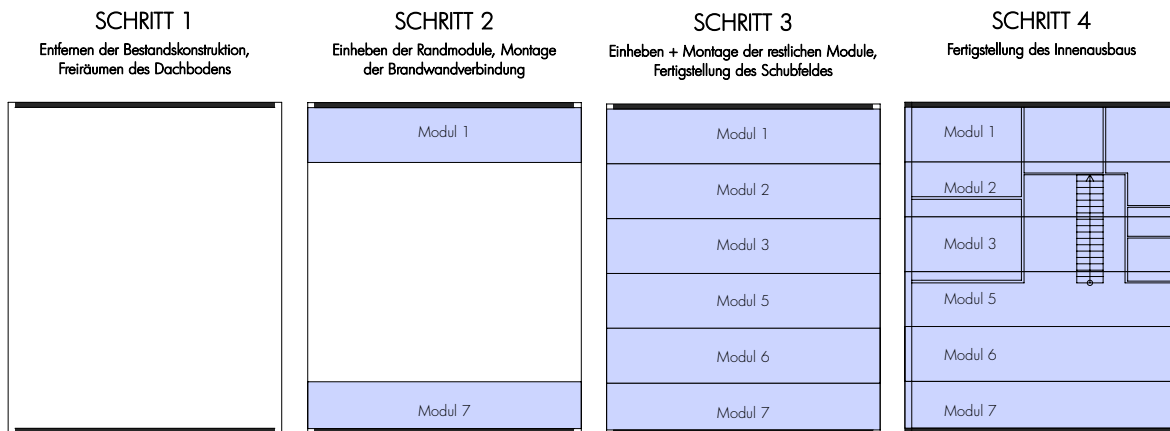 SCHRITT 1
Entfernen der Bestandskonstruktion,
Freiräumen des Dachbodens
SCHRITT 2
Einheben der Randmodule, Montage
der Brandwandverbindung
Modul 1
Modul 7
SCHRITT 3
Einheben + Montage der restlichen Module,
Fertigstellung des Schubfeldes
Modul 1
Modul 2
Modul 3
Modul 5
Modul 6
Modul 7
SCHRITT 4
Fertigstellung des Innenausbaus
Modul 1
Modul 2
Modul 3
Modul 5
Modul 6
Modul 7